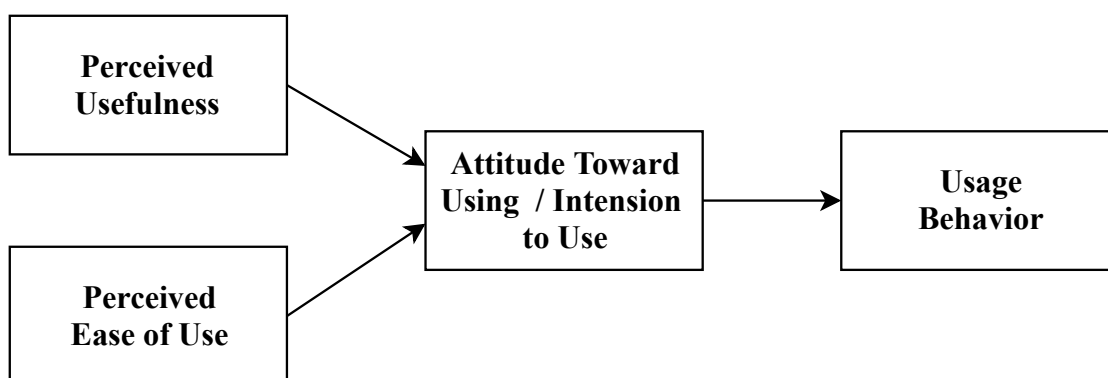 Perceived
Usefulness
Attitude Toward
Using / Intension
to Use
Usage
Behavior
Perceived
Ease of Use